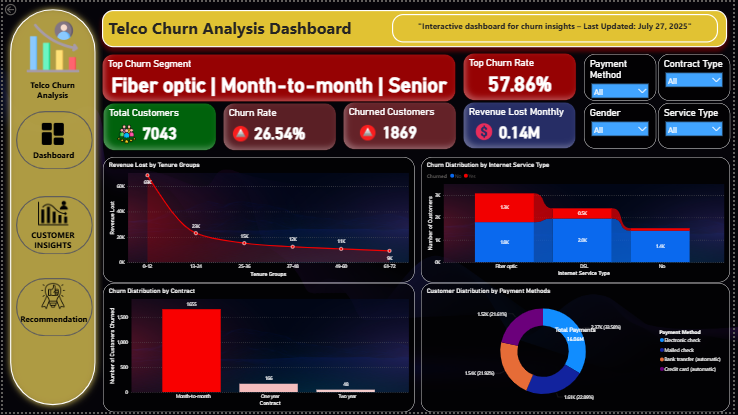 Telco Churn Analysis Dashboard
"Interactive dashboard for churn insights – Last Updated: July 27, 2025"
Telco Churn
Analysis
Dashboard
CUSTOMER
INSIGHTS
Recommendation
Top Churn Segment
Fiber optic | Month-to-month | Senior
Top Churn Rate
57.86%
Payment
Method
All
Contract Type
All
Total Customers
7043
Churn Rate
26.54%
Churned Customers
1869
Revenue Lost Monthly
0.14M
Gender
All
Service Type
All
Revenue Lost by Tenure Groups
Revenue Lost
60K
40K
20K
0K
69K
23K
15K
12K
11K
9K
0-12
13-24
25-36
37-48
49-60
61-72
Tenure Groups
Churn Distribution by Internet Service Type
Churned
Number of Customers
3K
2K
1K
0K
1.3K
1.8K
0.5K
2.0K
1.4K
Fiber optic
DSL
No
Internet Service Type
Churn Distribution by Contract
Number of Customers Churned
1,500
1,000
500
0
1655
166
48
Month-to-month
One year
Two year
Contract
Customer Distribution by Payment Methods
1.52K (21.61%)
2.37K (33.58%)
Total Payments
16.06M
1.54K (21.92%)
1.61K (22.89%)
Payment Method
Electronic check
Mailed check
Bank transfer (automatic)
Credit card (automatic)